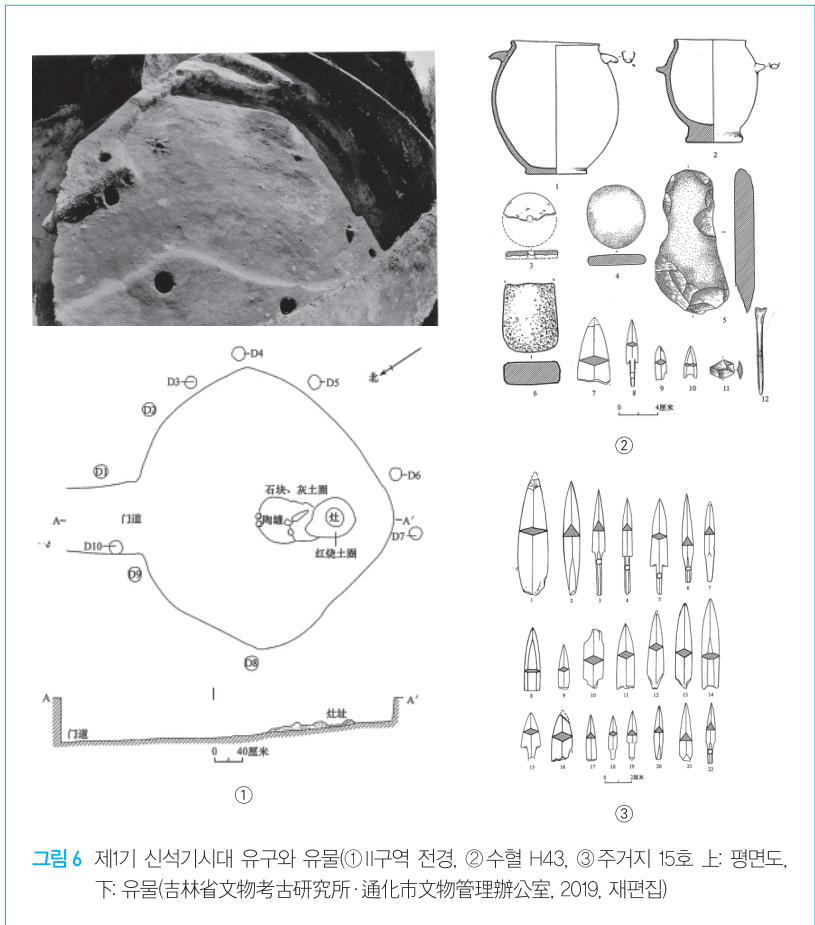 D4
D3
D5
北
D2
D1
D6
石块、灰土圈
A
门道
陶罐
灶
A′
D7
D10
红烧土圈
D9
D8
A
A′
灶址
门道
0 40厘米
①
1
2
3
4
5
6
7
8
9
10
11
12
0 4厘米
②
1
2
3
4
5
6
7
8
9
10
11
12
13
14
15
16
17
18
19
20
21
22
0 2厘米
③
그림 6 제1기 신석기시대 유구와 유물(① II구역 전경, ② 수혈 H43, ③ 주거지 15호 上: 평면도,
下: 유물(吉林省文物考古研究所·通化市文物管理辦公室, 2019, 재편집)